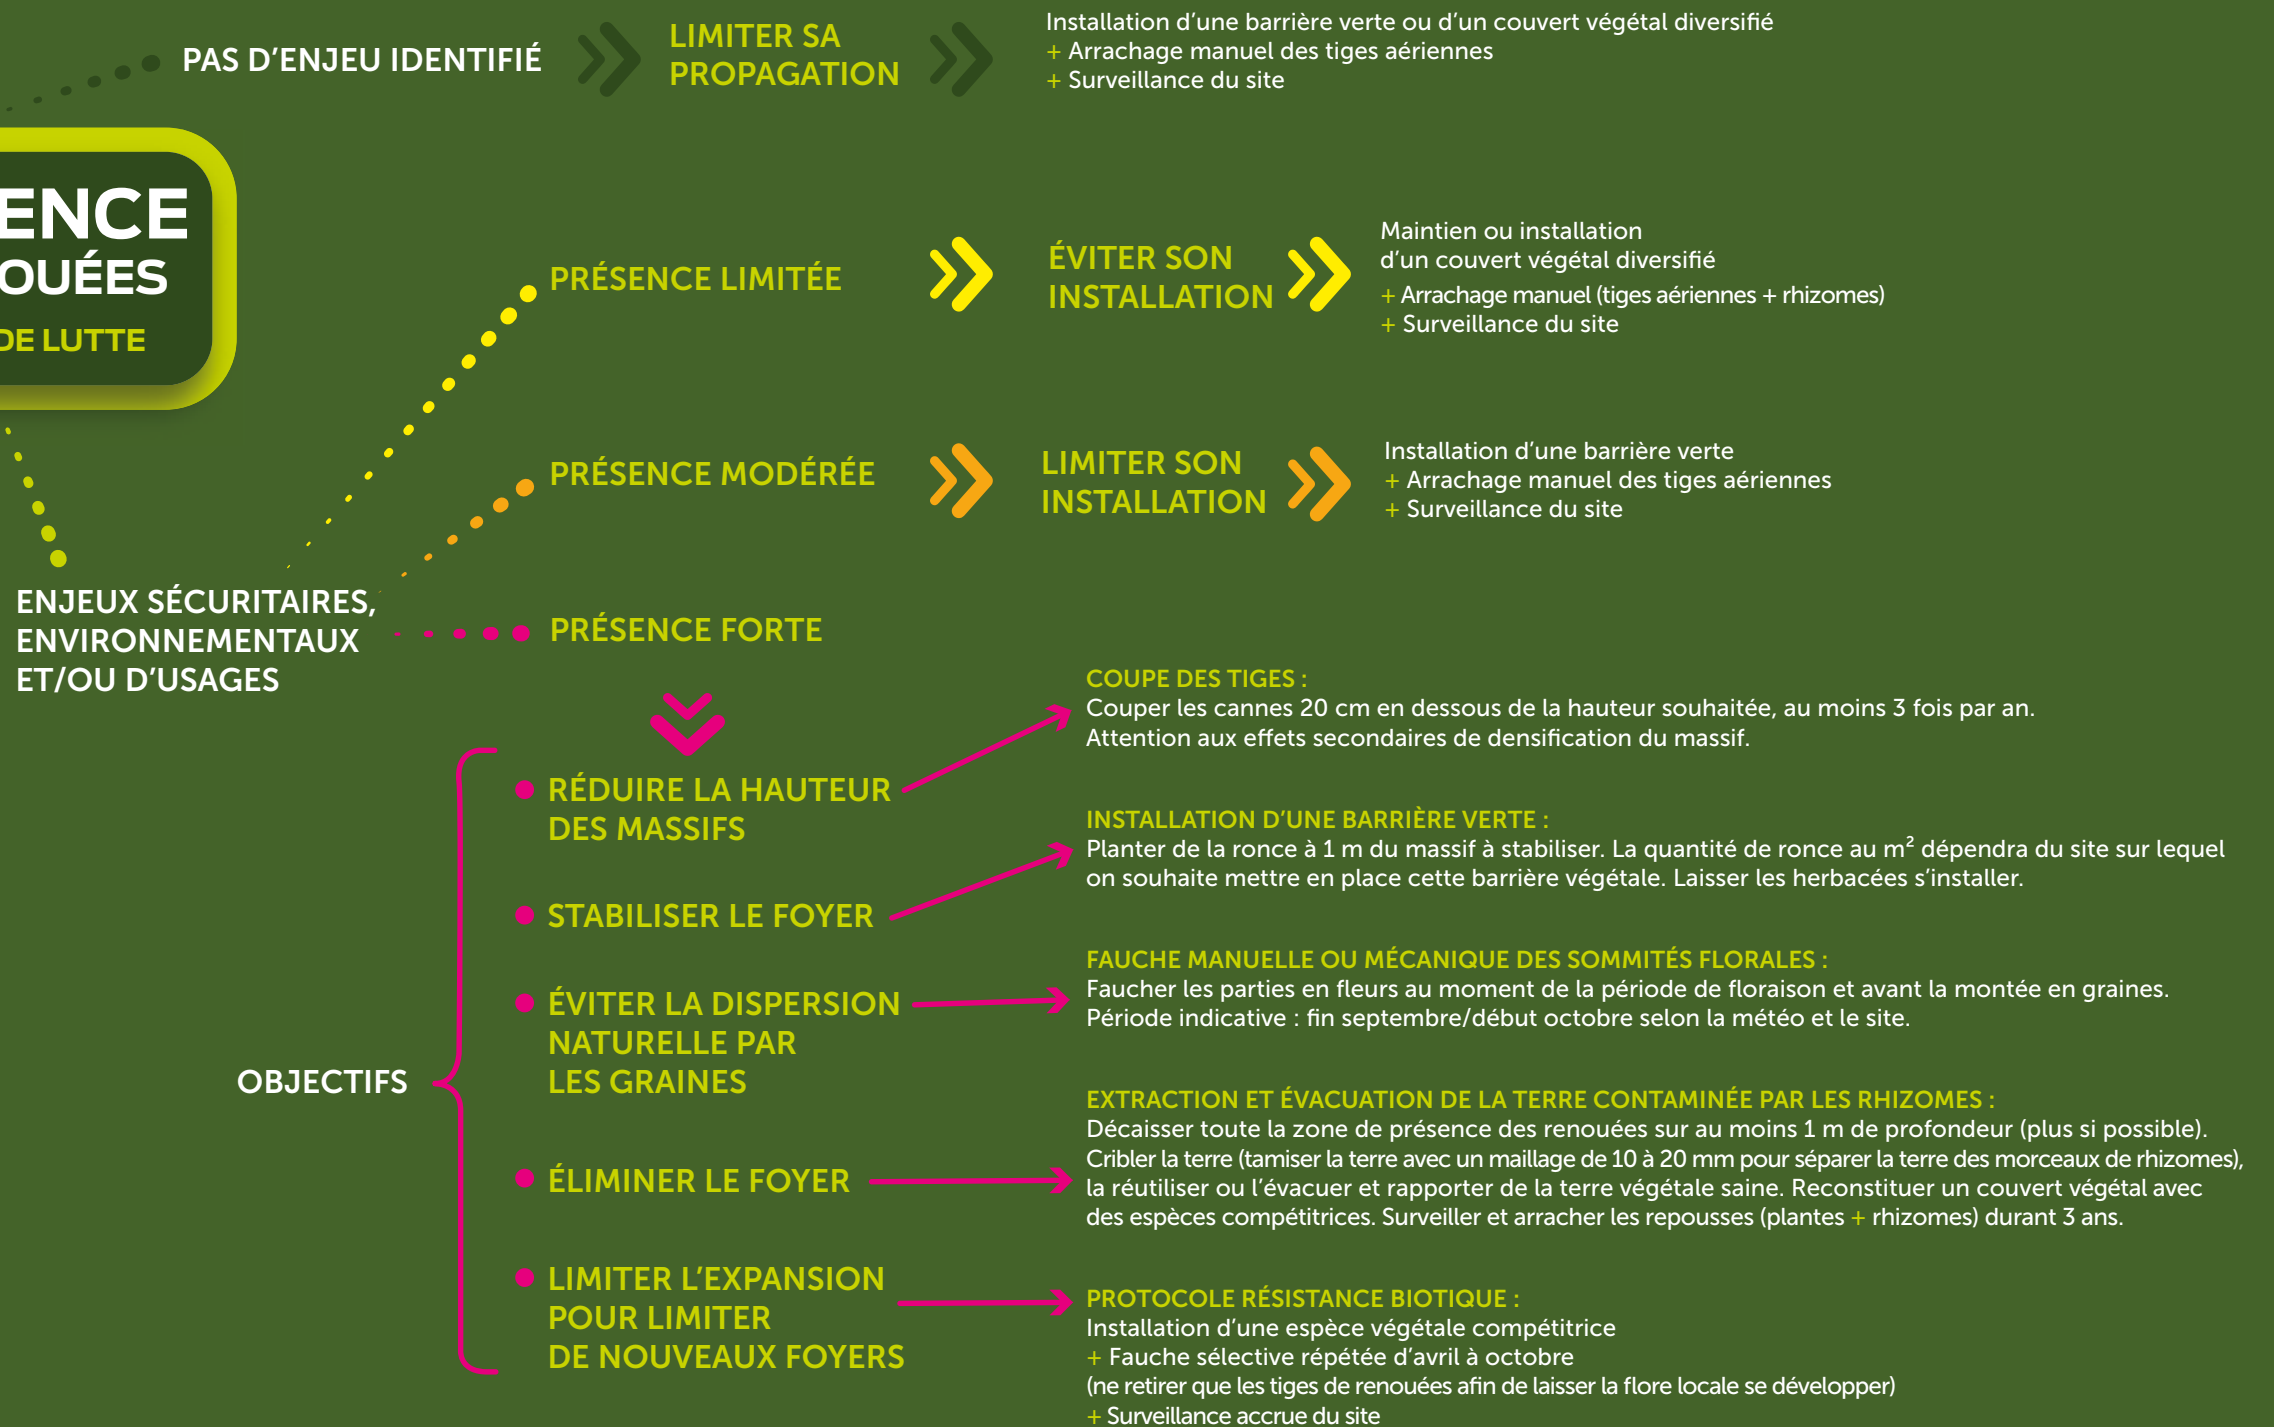 PAS D'ENJEU IDENTIFIÉ
LIMITER SA
PROPAGATION
Installation d'une barrière verte ou d'un couvert végétal diversifié
+ Arrachage manuel des tiges aériennes
+ Surveillance du site
ENCE
OUÉES
DE LUTTE
PRÉSENCE LIMITÉE
ÉVITER SON
INSTALLATION
Maintien ou installation
d'un couvert végétal diversifié
+ Arrachage manuel (tiges aériennes + rhizomes)
+ Surveillance du site
PRÉSENCE MODÉRÉE
LIMITER SON
INSTALLATION
Installation d'une barrière verte
+ Arrachage manuel des tiges aériennes
+ Surveillance du site
ENJEUX SÉCURITAIRES,
ENVIRONNEMENTAUX
ET/OU D'USAGES
PRÉSENCE FORTE
OBJECTIFS
RÉDUIRE LA HAUTEUR
DES MASSIFS
COUPE DES TIGES :
Couper les cannes 20 cm en dessous de la hauteur souhaitée, au moins 3 fois par an.
Attention aux effets secondaires de densification du massif.
STABILISER LE FOYER
INSTALLATION D'UNE BARRIÈRE VERTE :
Planter de la ronce à 1 m du massif à stabiliser. La quantité de ronce au m² dépendra du site sur lequel
on souhaite mettre en place cette barrière végétale. Laisser les herbacées s'installer.
ÉVITER LA DISPERSION
NATURELLE PAR
LES GRAINES
FAUCHE MANUELLE OU MÉCANIQUE DES SOMMITÉS FLORALES :
Faucher les parties en fleurs au moment de la période de floraison et avant la montée en graines.
Période indicative : fin septembre/début octobre selon la météo et le site.
ÉLIMINER LE FOYER
EXTRACTION ET ÉVACUATION DE LA TERRE CONTAMINÉE PAR LES RHIZOMES :
Décaisser toute la zone de présence des renouées sur au moins 1 m de profondeur (plus si possible).
Cribler la terre (tamiser la terre avec un maillage de 10 à 20 mm pour séparer la terre des morceaux de rhizomes),
la réutiliser ou l'évacuer et rapporter de la terre végétale saine. Reconstituer un couvert végétal avec
des espèces compétitrices. Surveiller et arracher les repousses (plantes + rhizomes) durant 3 ans.
LIMITER L'EXPANSION
POUR LIMITER
DE NOUVEAUX FOYERS
PROTOCOLE RÉSISTANCE BIOTIQUE :
Installation d'une espèce végétale compétitrice
+ Fauche sélective répétée d'avril à octobre
(ne retirer que les tiges de renouées afin de laisser la flore locale se développer)
+ Surveillance accrue du site